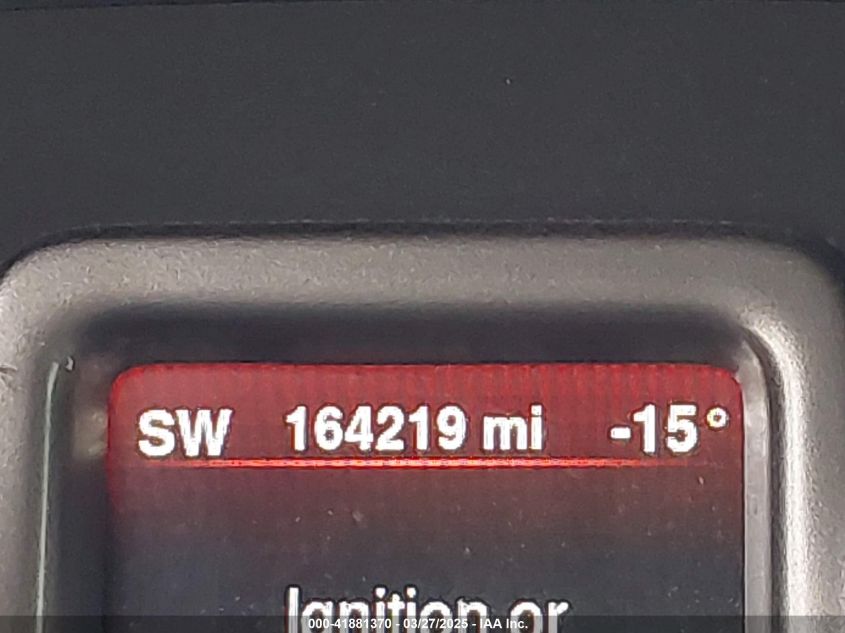 SW 164219 mi -15°
Ignition or
000-41881370 - 03/27/2025 - IAA Inc.